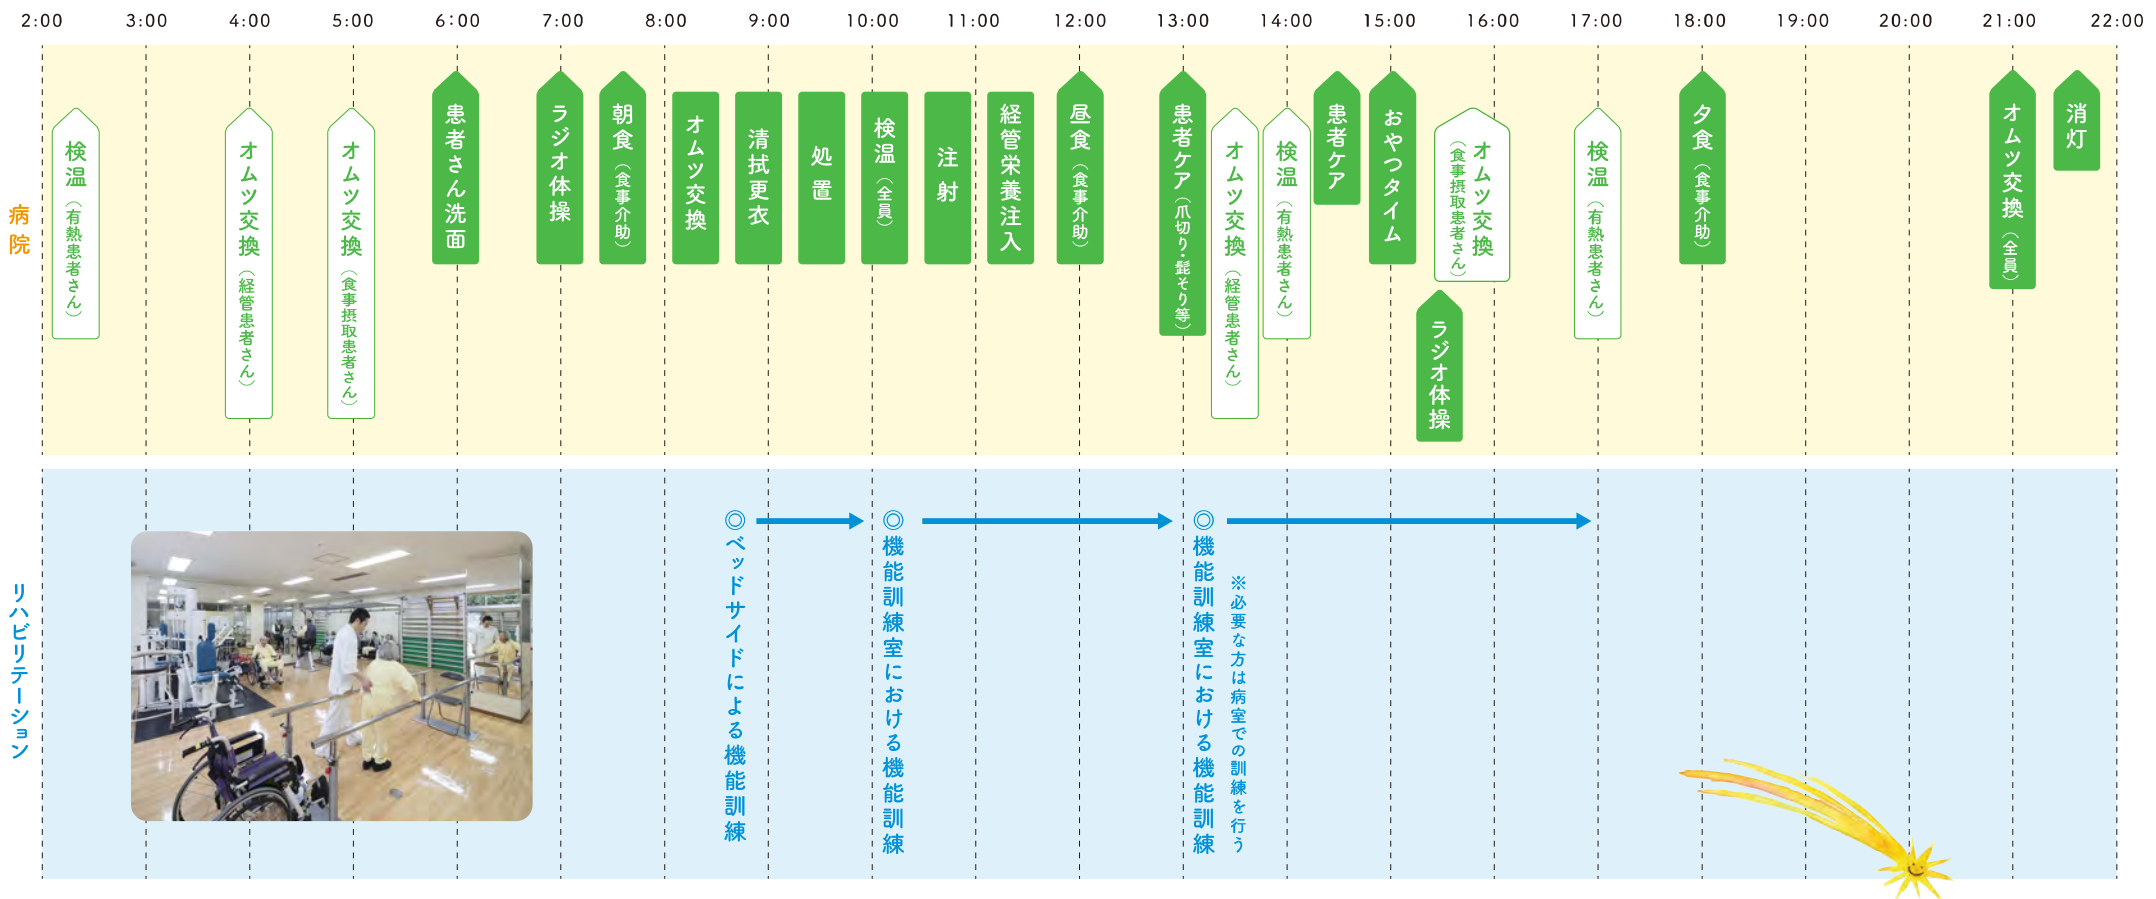 2:00 3:00 4:00 5:00 6:00 7:00 8:00 9:00 10:00 11:00 12:00 13:00 14:00 15:00 16:00 17:00 18:00 19:00 20:00 21:00 22:00
病院
検温（有熱患者さん）
オムツ交換（経管患者さん）
オムツ交換（食事摂取患者さん）
患者さん洗面
ラジオ体操
朝食（食事介助）
オムツ交換
清拭更衣
処置
検温（全員）
注射
経管栄養注入
昼食（食事介助）
患者ケア（爪切り・髭そり等）
オムツ交換（経管患者さん）
検温（有熱患者さん）
患者ケア
おやつタイム
ラジオ体操
オムツ交換
（食事摂取患者さん）
検温（有熱患者さん）
夕食（食事介助）
オムツ交換（全員）
消灯
リハビリテーション
◎ベッドサイドによる機能訓練
◎機能訓練室における機能訓練
◎機能訓練室における機能訓練
※必要な方は病室での訓練を行う